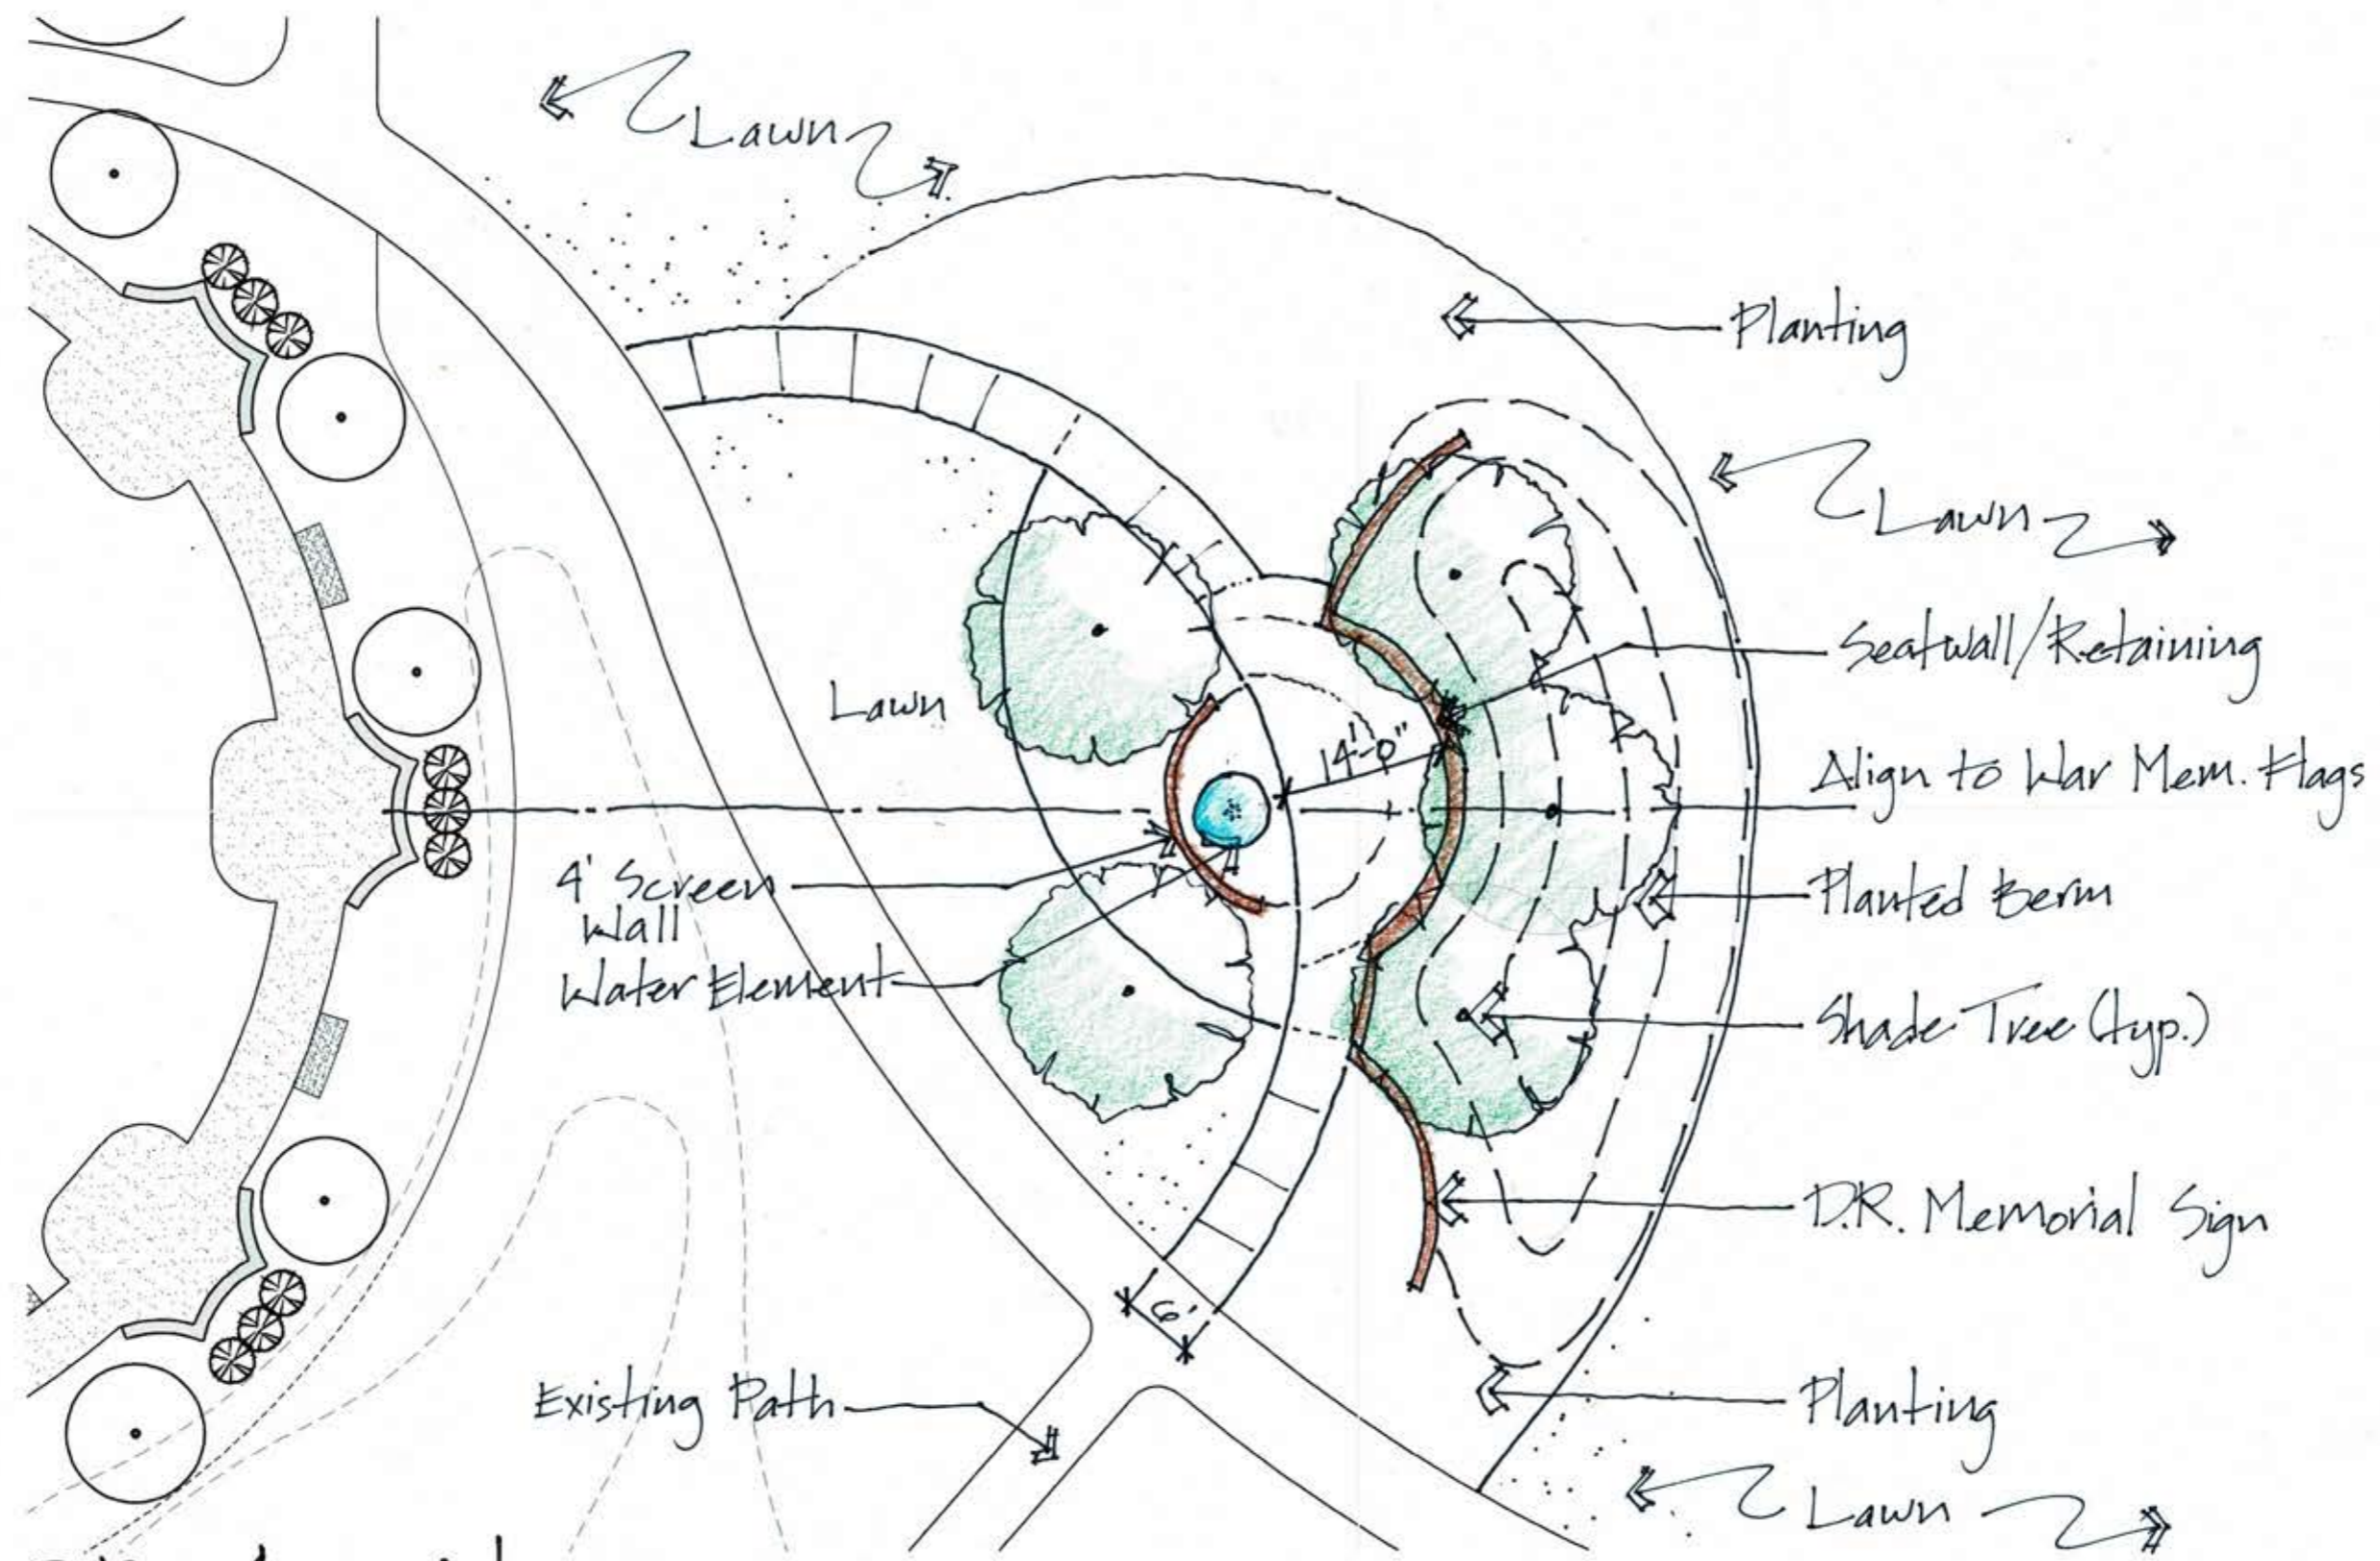 Lawn
Planting
Lawn
Seatwall/Retaining
Lawn
14'-0"
Align to War Mem. Flags
4' Screen
Wall
Planted Berm
Water Element
Shade Tree (typ.)
D.R. Memorial Sign
6'
Existing Path
Planting
Lawn